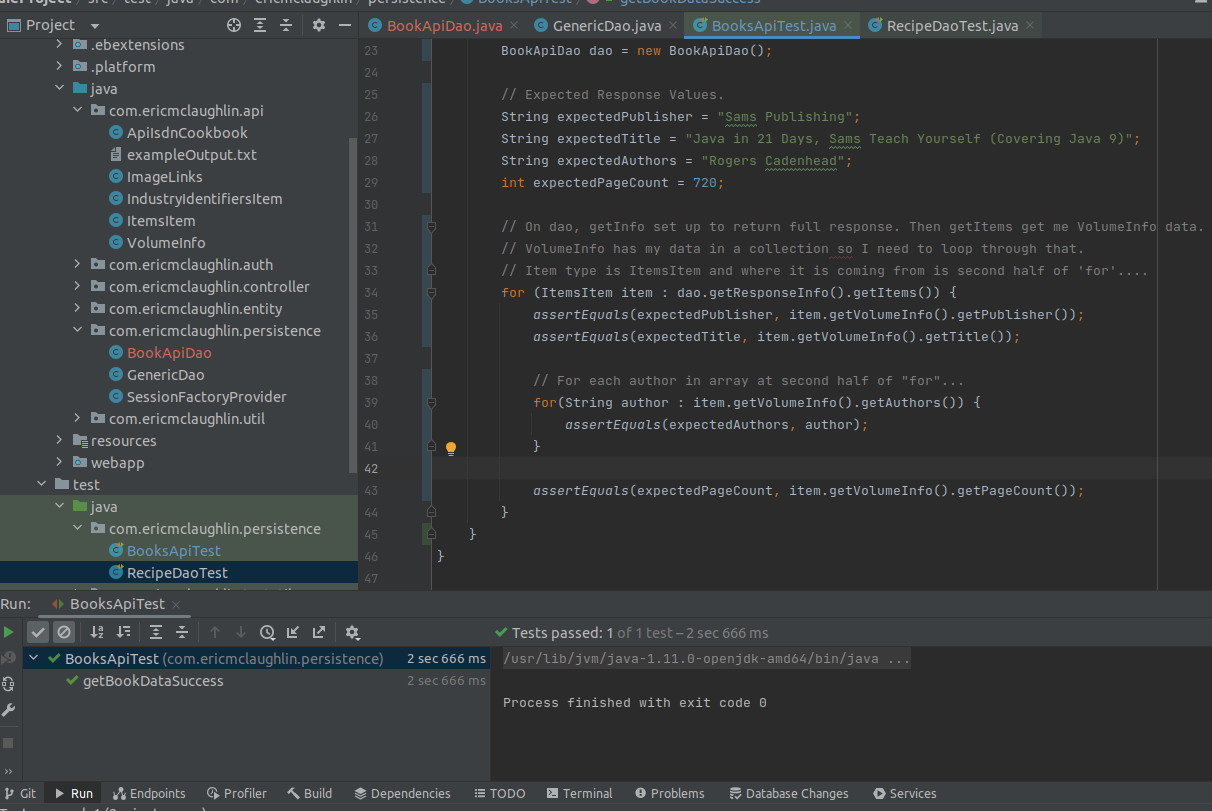 Project / src / test / java / com / ericmclaughlin / persistence / BooksApiTest / getBookDataSuccess
Project
BookApiDao.java
GenericDao.java
BooksApiTest.java
RecipeDaoTest.java
.ebextensions
.platform
java
com.ericmclaughlin.api
ApiIsdnCookbook
exampleOutput.txt
ImageLinks
IndustryIdentifiersItem
ItemsItem
VolumeInfo
com.ericmclaughlin.auth
com.ericmclaughlin.controller
com.ericmclaughlin.entity
com.ericmclaughlin.persistence
BookApiDao
GenericDao
SessionFactoryProvider
com.ericmclaughlin.util
resources
webapp
test
java
com.ericmclaughlin.persistence
BooksApiTest
RecipeDaoTest
23 BookApiDao dao = new BookApiDao();
24
25 // Expected Response Values.
26 String expectedPublisher = "Sams Publishing";
27 String expectedTitle = "Java in 21 Days, Sams Teach Yourself (Covering Java 9)";
28 String expectedAuthors = "Rogers Cadenhead";
29 int expectedPageCount = 720;
30
31 // On dao, getInfo set up to return full response. Then getItems get me VolumeInfo data.
32 // VolumeInfo has my data in a collection so I need to loop through that.
33 // Item type is ItemsItem and where it is coming from is second half of 'for'....
34 for (ItemsItem item : dao.getResponseInfo().getItems()) {
35 assertEquals(expectedPublisher, item.getVolumeInfo().getPublisher());
36 assertEquals(expectedTitle, item.getVolumeInfo().getTitle());
37
38 // For each author in array at second half of "for"...
39 for(String author : item.getVolumeInfo().getAuthors()) {
40 assertEquals(expectedAuthors, author);
41 }
42
43 assertEquals(expectedPageCount, item.getVolumeInfo().getPageCount());
44 }
45 }
46 }
47
Run: BooksApiTest
Tests passed: 1 of 1 test – 2 sec 666 ms
BooksApiTest (com.ericmclaughlin.persistence) 2 sec 666 ms
getBookDataSuccess 2 sec 666 ms
/usr/lib/jvm/java-1.11.0-openjdk-amd64/bin/java ...
Process finished with exit code 0
Git Run Endpoints Profiler Build Dependencies TODO Terminal Problems Database Changes Services